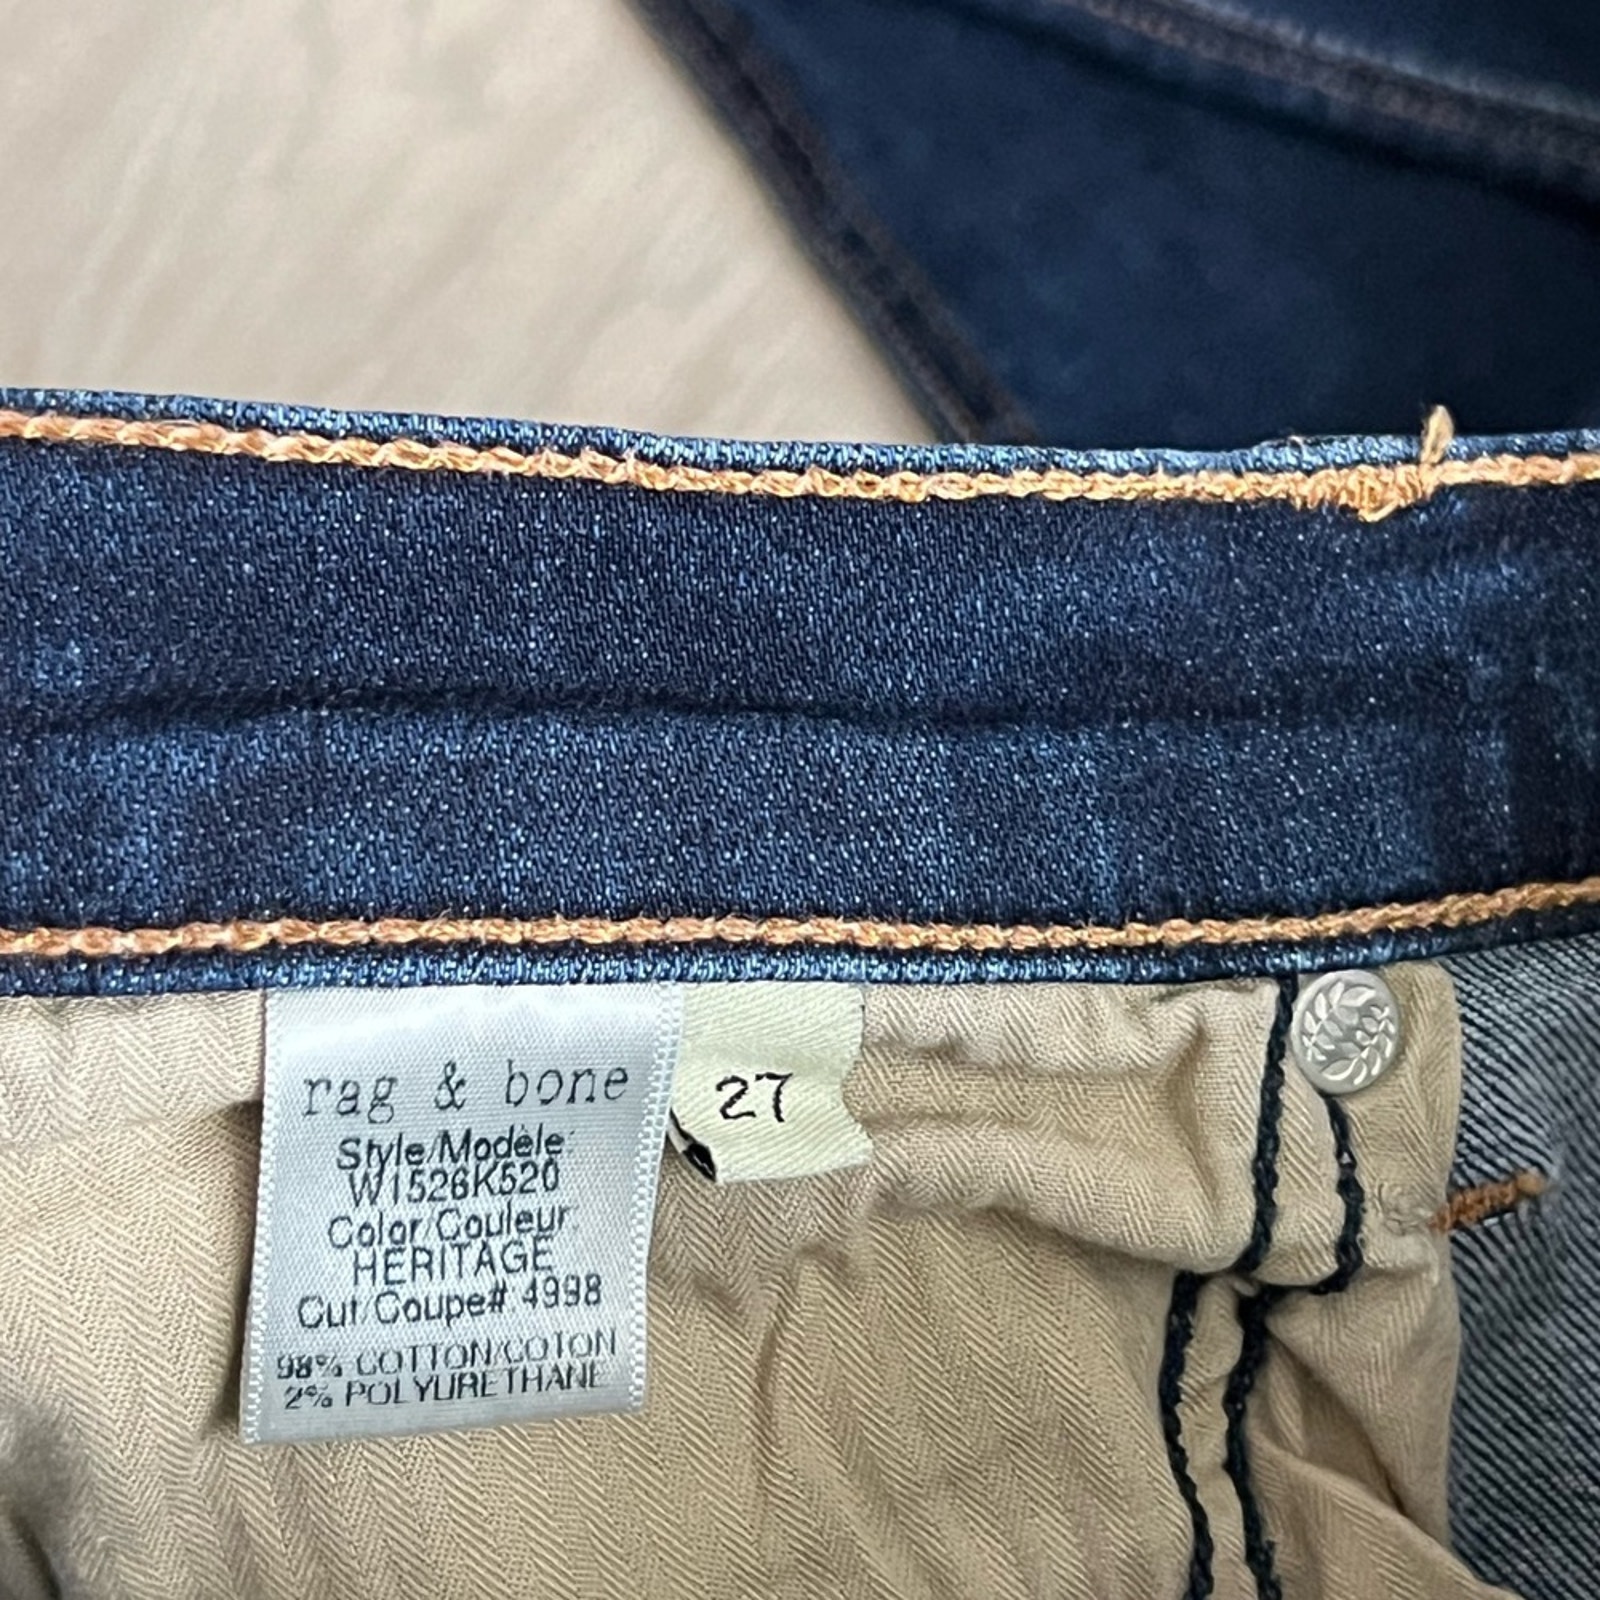 rag & bone
27
Style/Modèle:
W1526K520
Color/Couleur:
HERITAGE
Cut/Coupe#: 4998
98% COTTON/COTON
2% POLYURETHANE